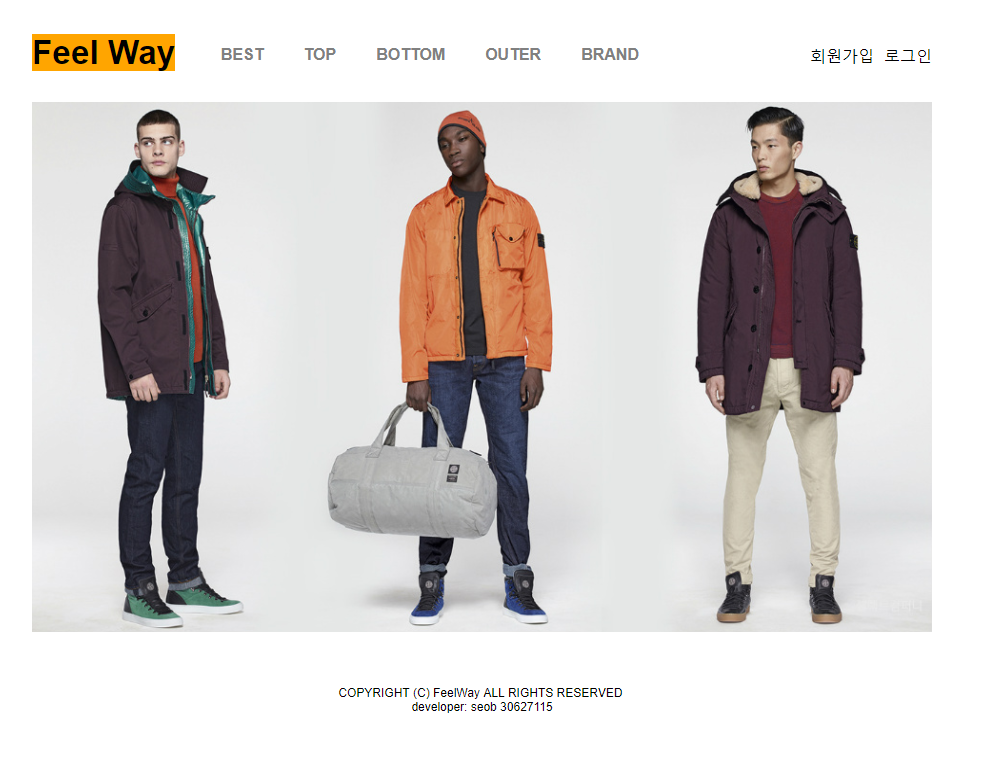 Feel Way
BEST TOP BOTTOM OUTER BRAND
회원가입 로그인
COPYRIGHT (C) FeelWay ALL RIGHTS RESERVED
developer: seob 30627115